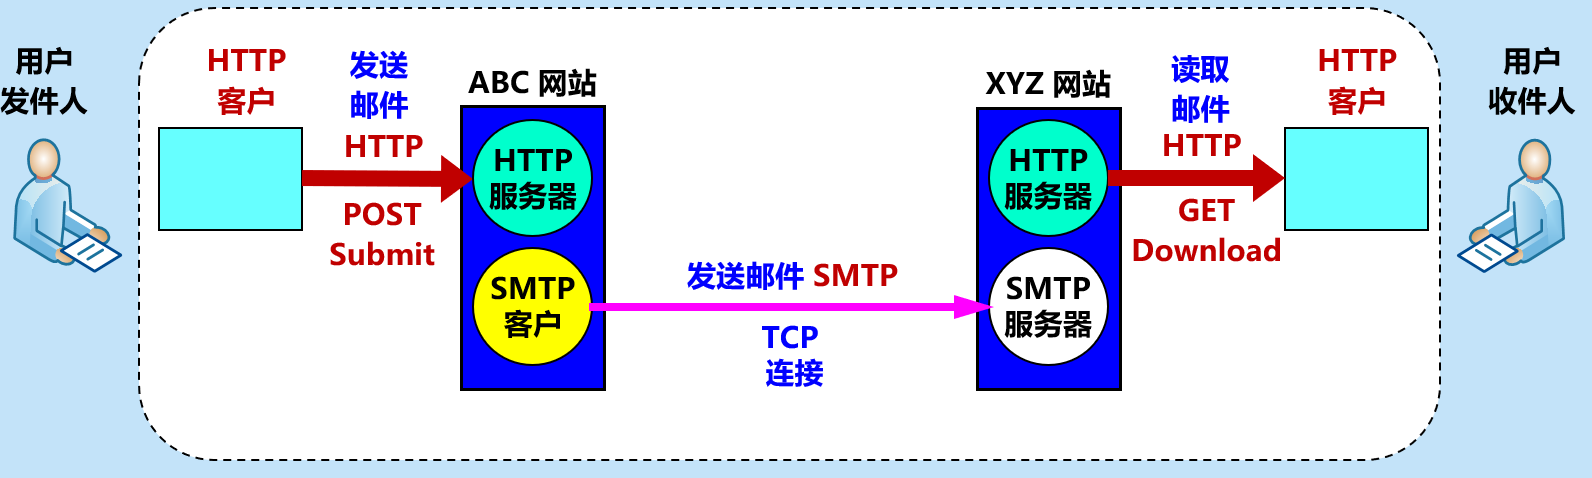 用户
发件人
HTTP
客户
发送
邮件
HTTP
POST
Submit
ABC 网站
HTTP
服务器
SMTP
客户
发送邮件 SMTP
TCP
连接
XYZ 网站
HTTP
服务器
SMTP
服务器
读取
邮件
HTTP
GET
Download
HTTP
客户
用户
收件人